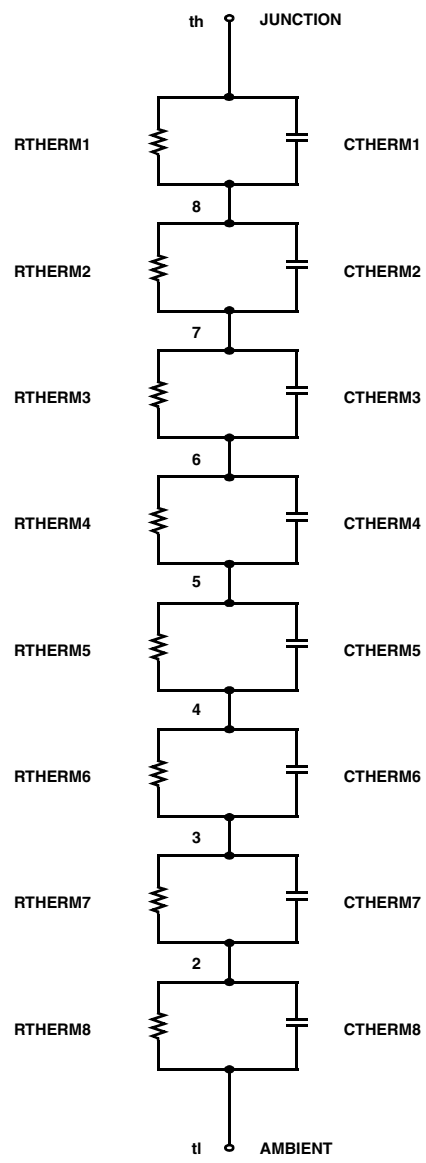 th JUNCTION
RTHERM1 CTHERM1
8
RTHERM2 CTHERM2
7
RTHERM3 CTHERM3
6
RTHERM4 CTHERM4
5
RTHERM5 CTHERM5
4
RTHERM6 CTHERM6
3
RTHERM7 CTHERM7
2
RTHERM8 CTHERM8
tl AMBIENT